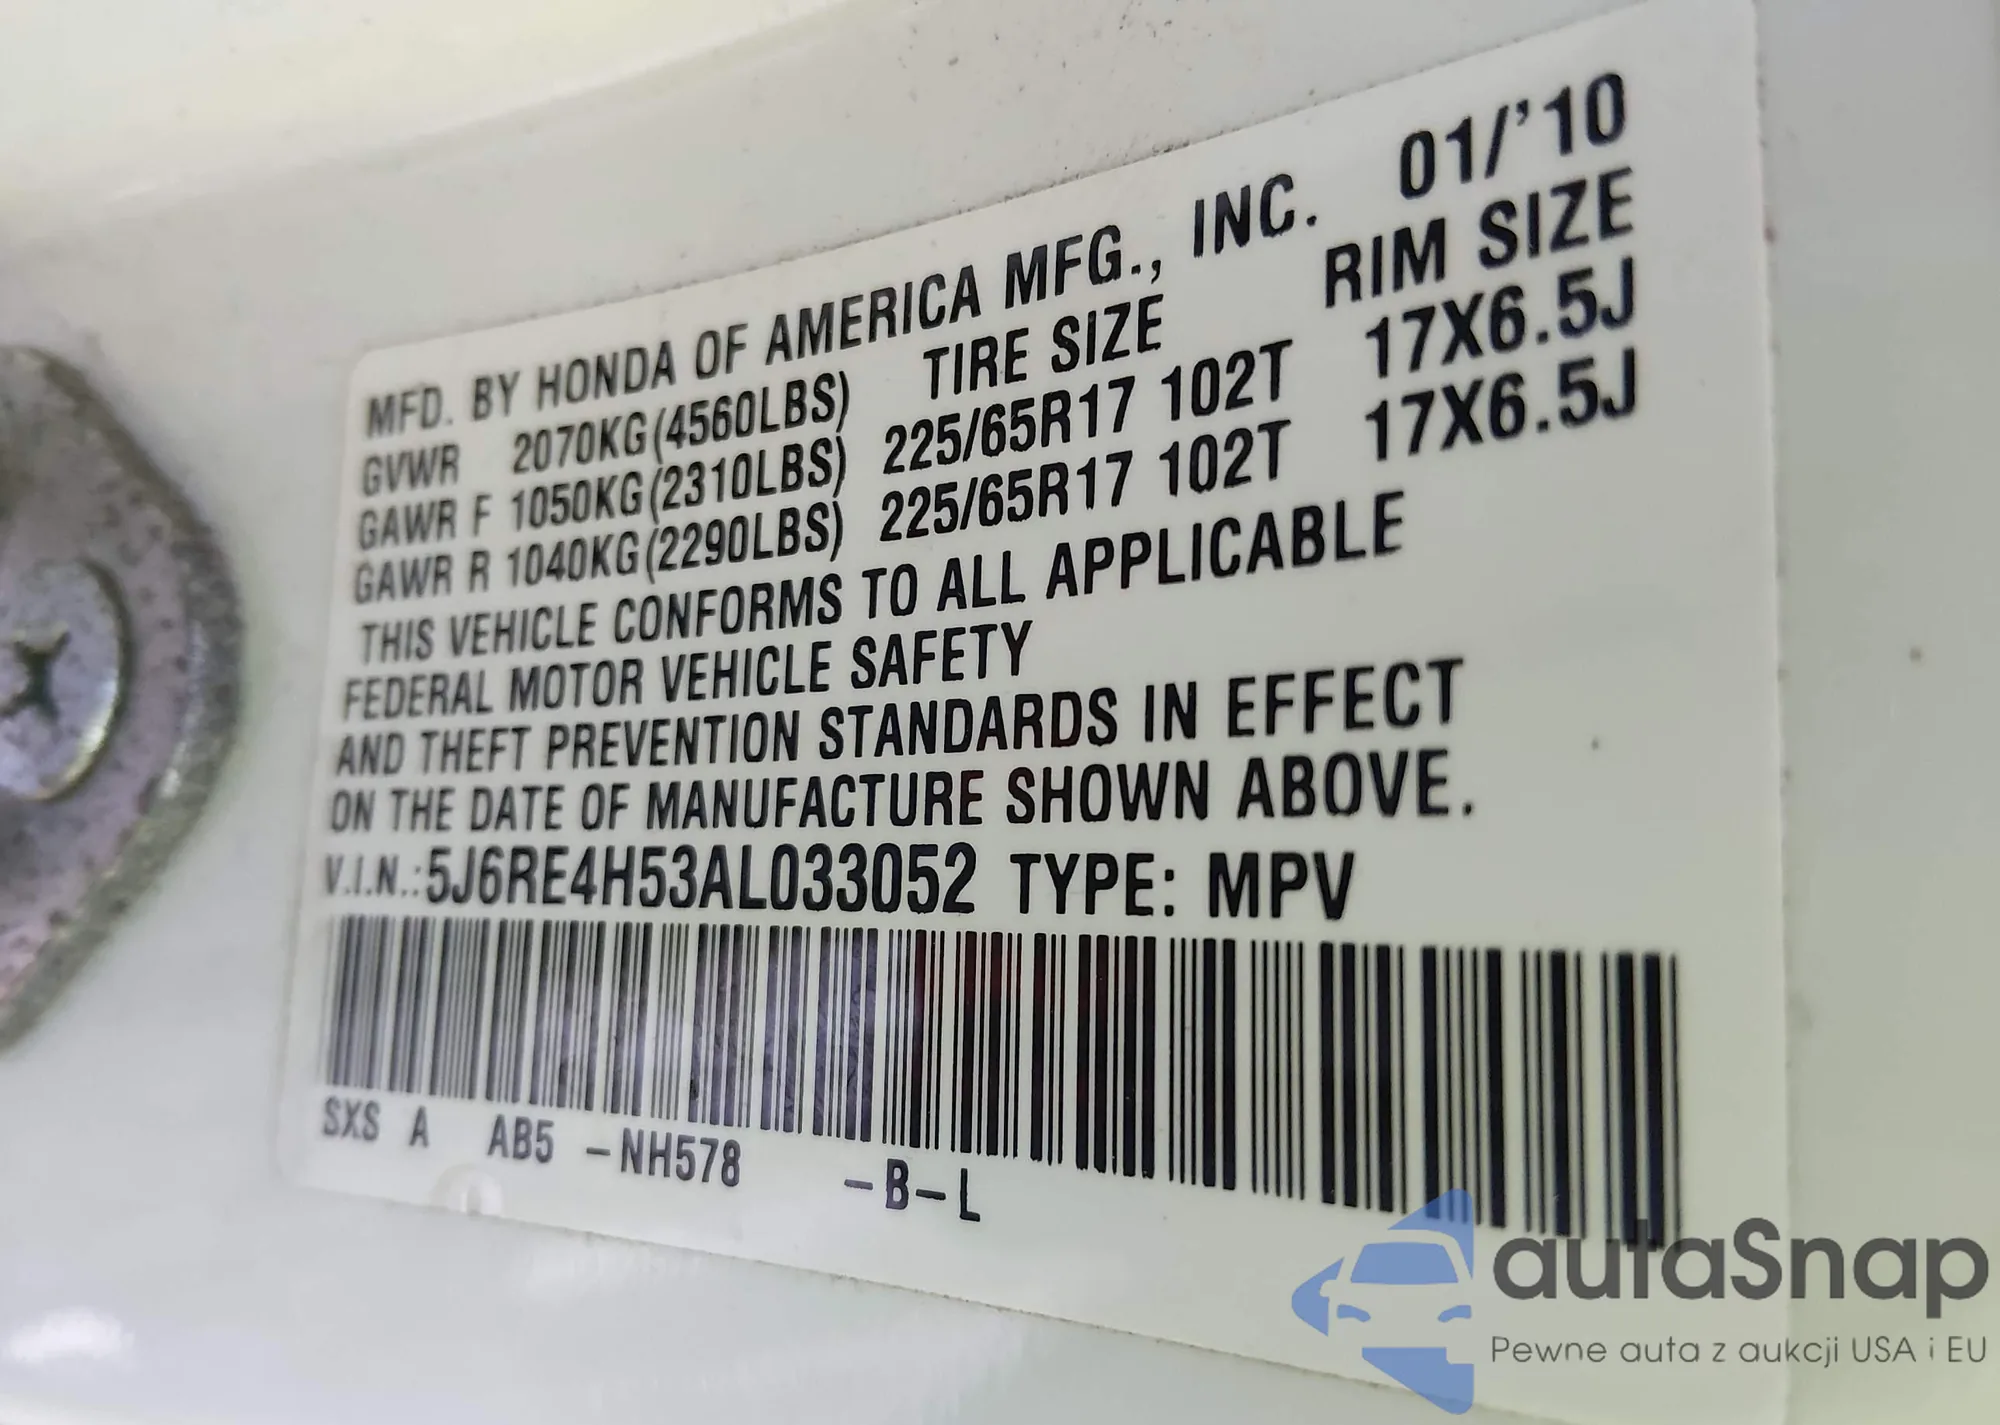 MFD. BY HONDA OF AMERICA MFG., INC. 01/'10
GVWR 2070KG(4560LBS) TIRE SIZE RIM SIZE
GAWR F 1050KG(2310LBS) 225/65R17 102T 17X6.5J
GAWR R 1040KG(2290LBS) 225/65R17 102T 17X6.5J
THIS VEHICLE CONFORMS TO ALL APPLICABLE
FEDERAL MOTOR VEHICLE SAFETY
AND THEFT PREVENTION STANDARDS IN EFFECT
ON THE DATE OF MANUFACTURE SHOWN ABOVE.
V.I.N.:5J6RE4H53AL033052 TYPE: MPV
SXS A AB5 -NH578 -B-L
autaSnap
Pewne auta z aukcji USA i EU